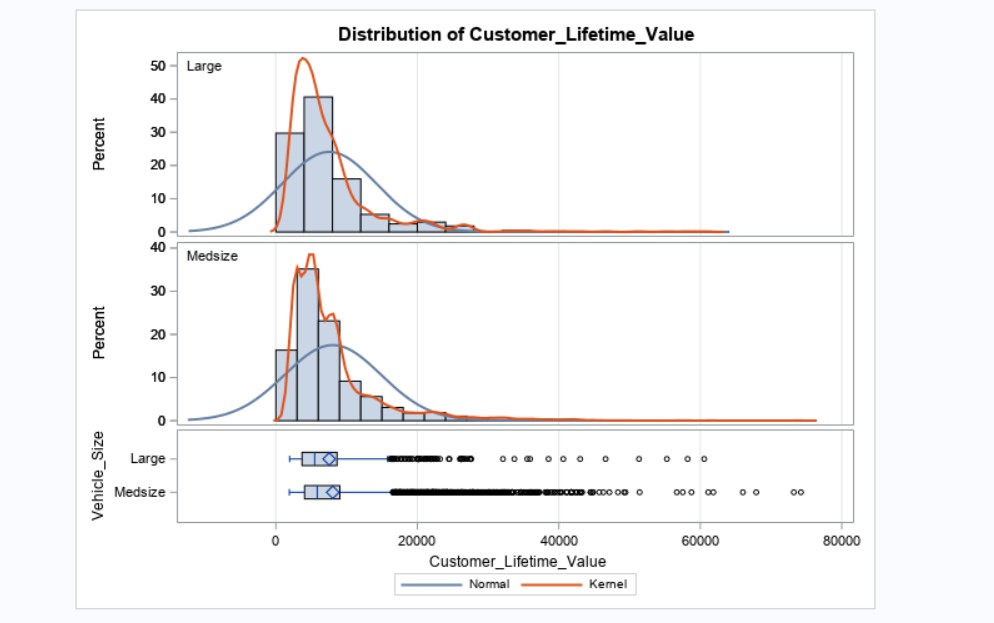 Distribution of Customer_Lifetime_Value
Large
Percent
50
40
30
20
10
0
Medsize
Percent
40
30
20
10
0
Vehicle_Size
Large
Medsize
0 20000 40000 60000 80000
Customer_Lifetime_Value
Normal Kernel